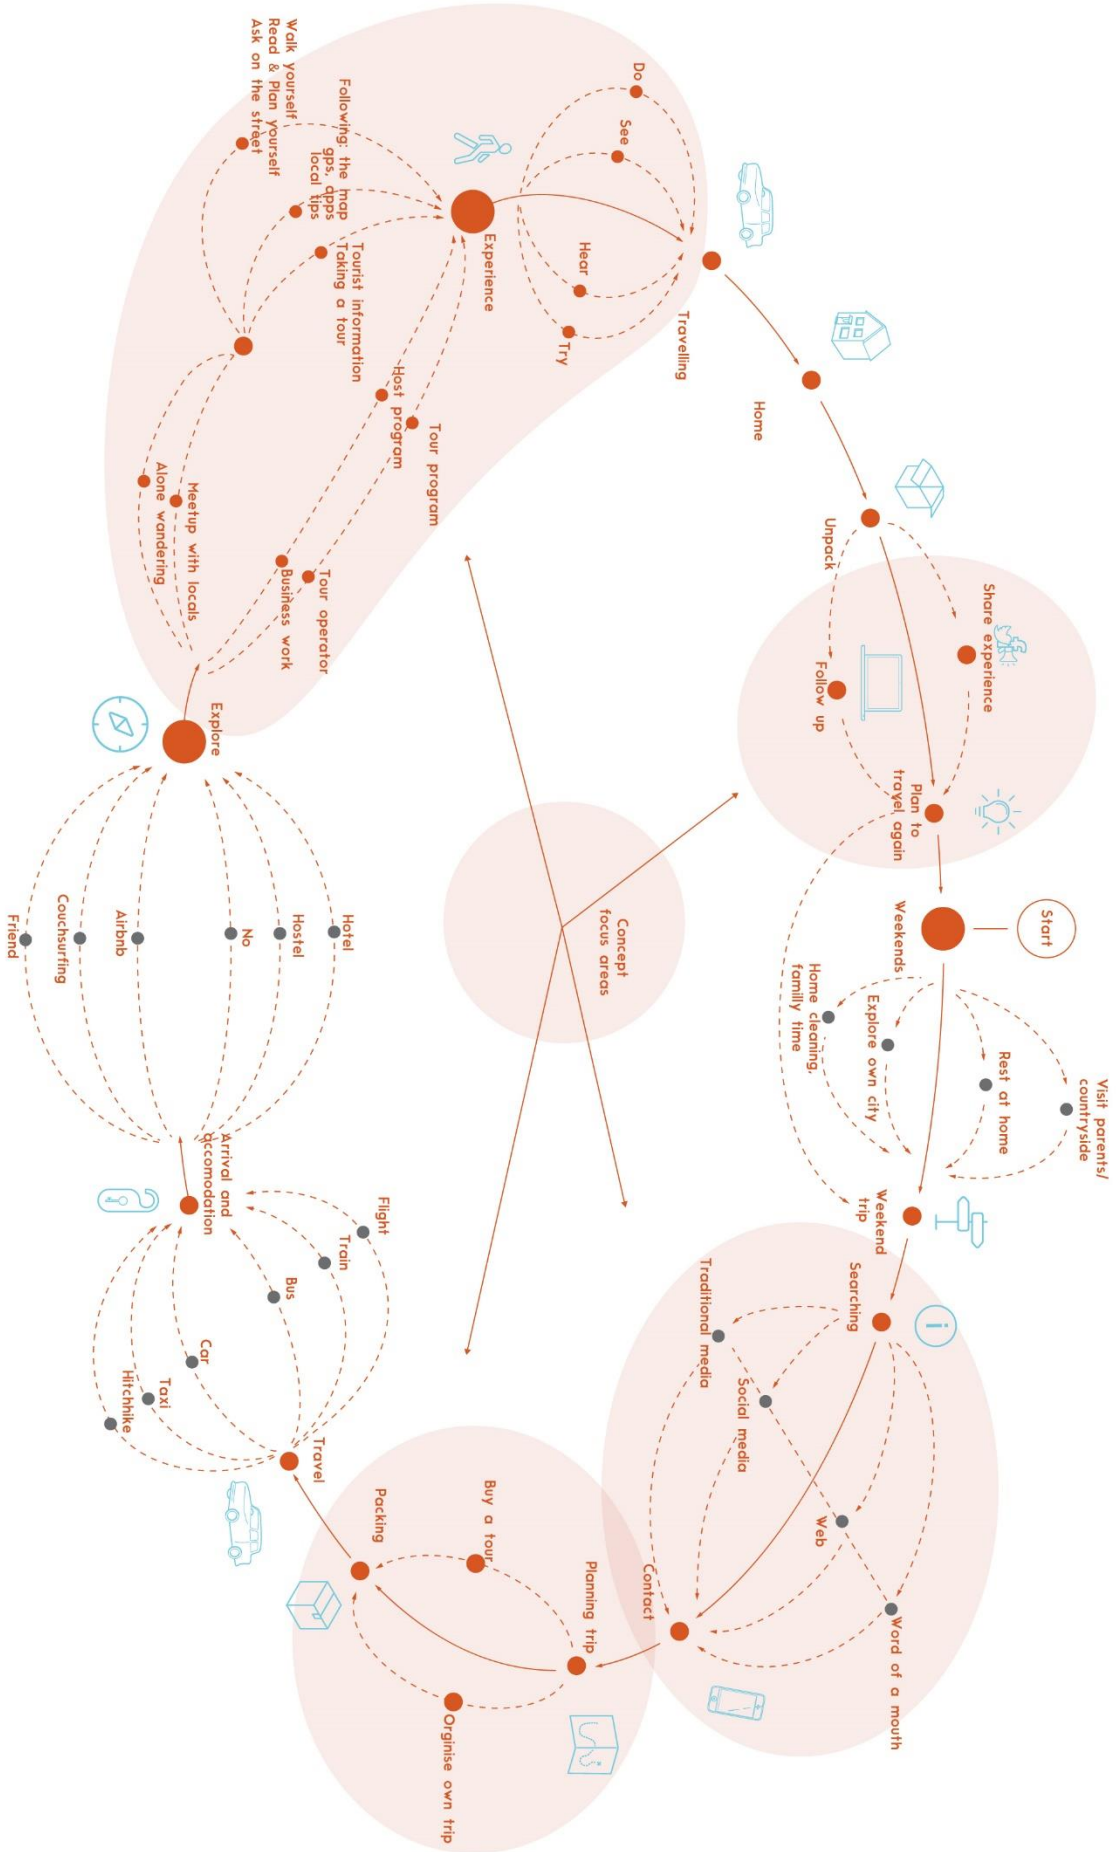 Start
Weekends
Visit parents/
countryside
Rest at home
Explore own city
Home cleaning,
familly time
Weekend
trip
Searching
Traditional media
Social media
Web
Word of a mouth
Contact
Planning trip
Buy a tour
Orginise own trip
Packing
Travel
Flight
Train
Bus
Car
Taxi
Hitchhike
Arrival and
accomodation
Hotel
Hostel
No
Airbnb
Couchsurfing
Friend
Explore
Tour operator
Business work
Meetup with locals
Alone wandering
Tour program
Host program
Tourist information
Taking a tour
Following: the map
gps, apps
local tips
Walk yourself
Read & Plan yourself
Ask on the street
Experience
Do
See
Hear
Try
Travelling
Home
Unpack
Share experience
Follow up
Plan to
travel again
Concept
focus areas
i
f